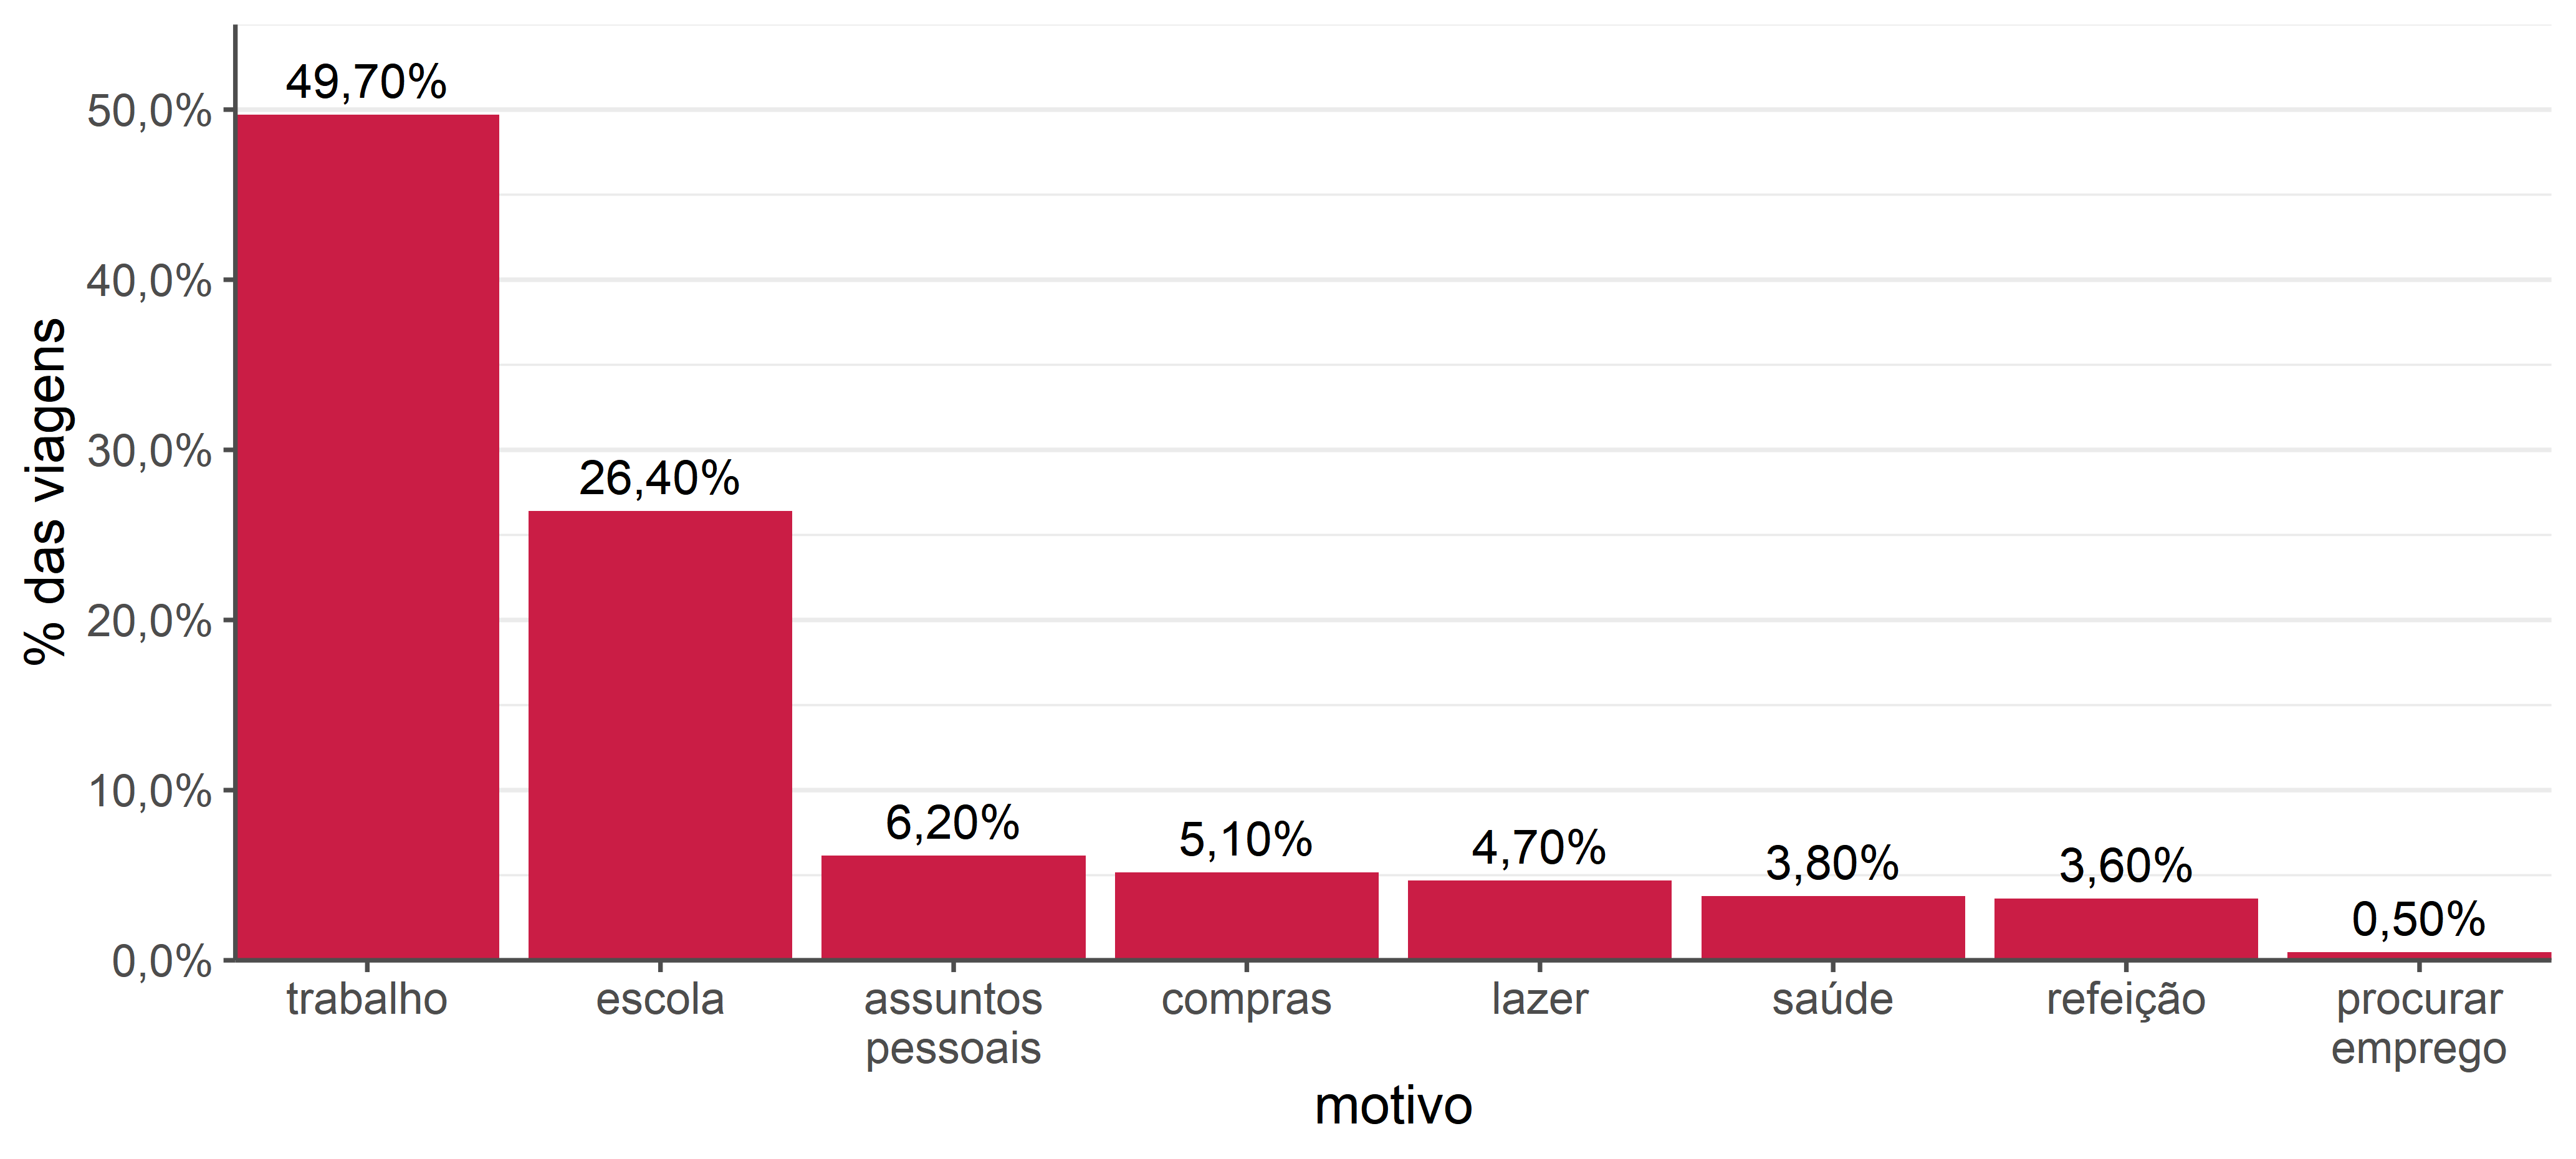 % das viagens
50,0%
40,0%
30,0%
20,0%
10,0%
0,0%
49,70%
26,40%
6,20%
5,10%
4,70%
3,80%
3,60%
0,50%
trabalho
escola
assuntos
pessoais
compras
lazer
saúde
refeição
procurar
emprego
motivo